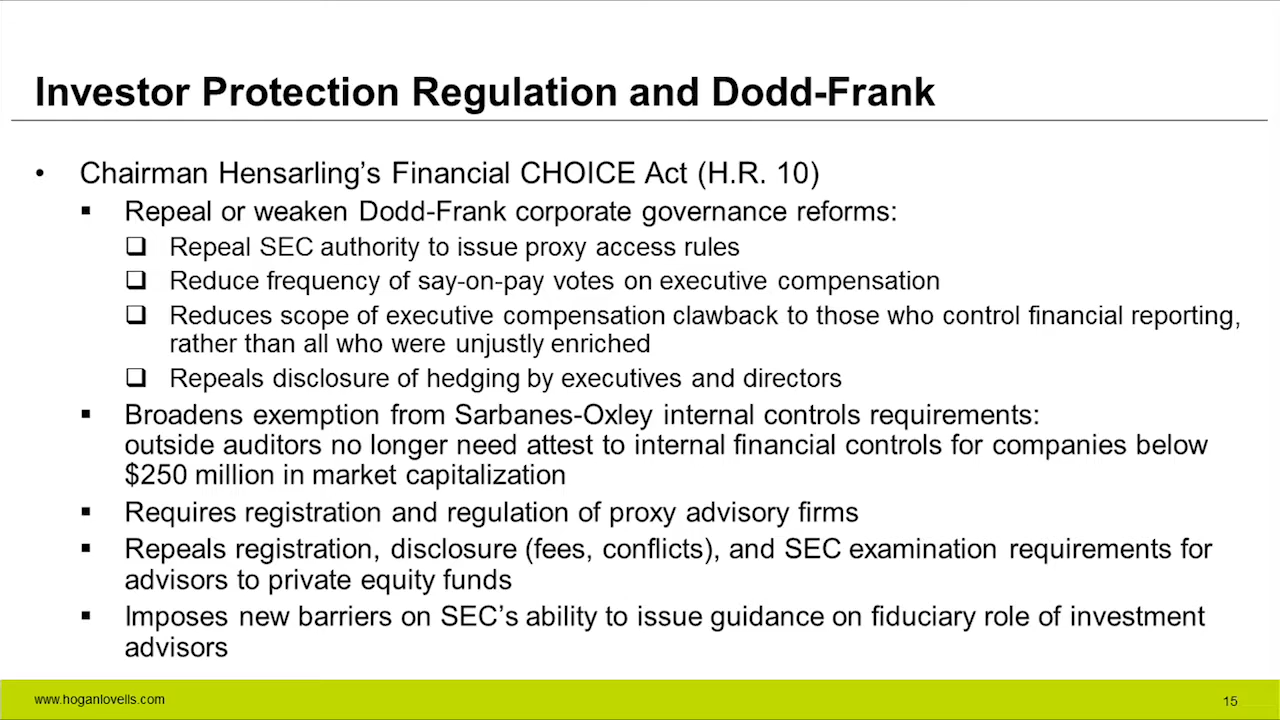 Investor Protection Regulation and Dodd-Frank
• Chairman Hensarling’s Financial CHOICE Act (H.R. 10)
▪ Repeal or weaken Dodd-Frank corporate governance reforms:
❑ Repeal SEC authority to issue proxy access rules
❑ Reduce frequency of say-on-pay votes on executive compensation
❑ Reduces scope of executive compensation clawback to those who control financial reporting,
rather than all who were unjustly enriched
❑ Repeals disclosure of hedging by executives and directors
▪ Broadens exemption from Sarbanes-Oxley internal controls requirements:
outside auditors no longer need attest to internal financial controls for companies below
$250 million in market capitalization
▪ Requires registration and regulation of proxy advisory firms
▪ Repeals registration, disclosure (fees, conflicts), and SEC examination requirements for
advisors to private equity funds
▪ Imposes new barriers on SEC’s ability to issue guidance on fiduciary role of investment
advisors
www.hoganlovells.com
15